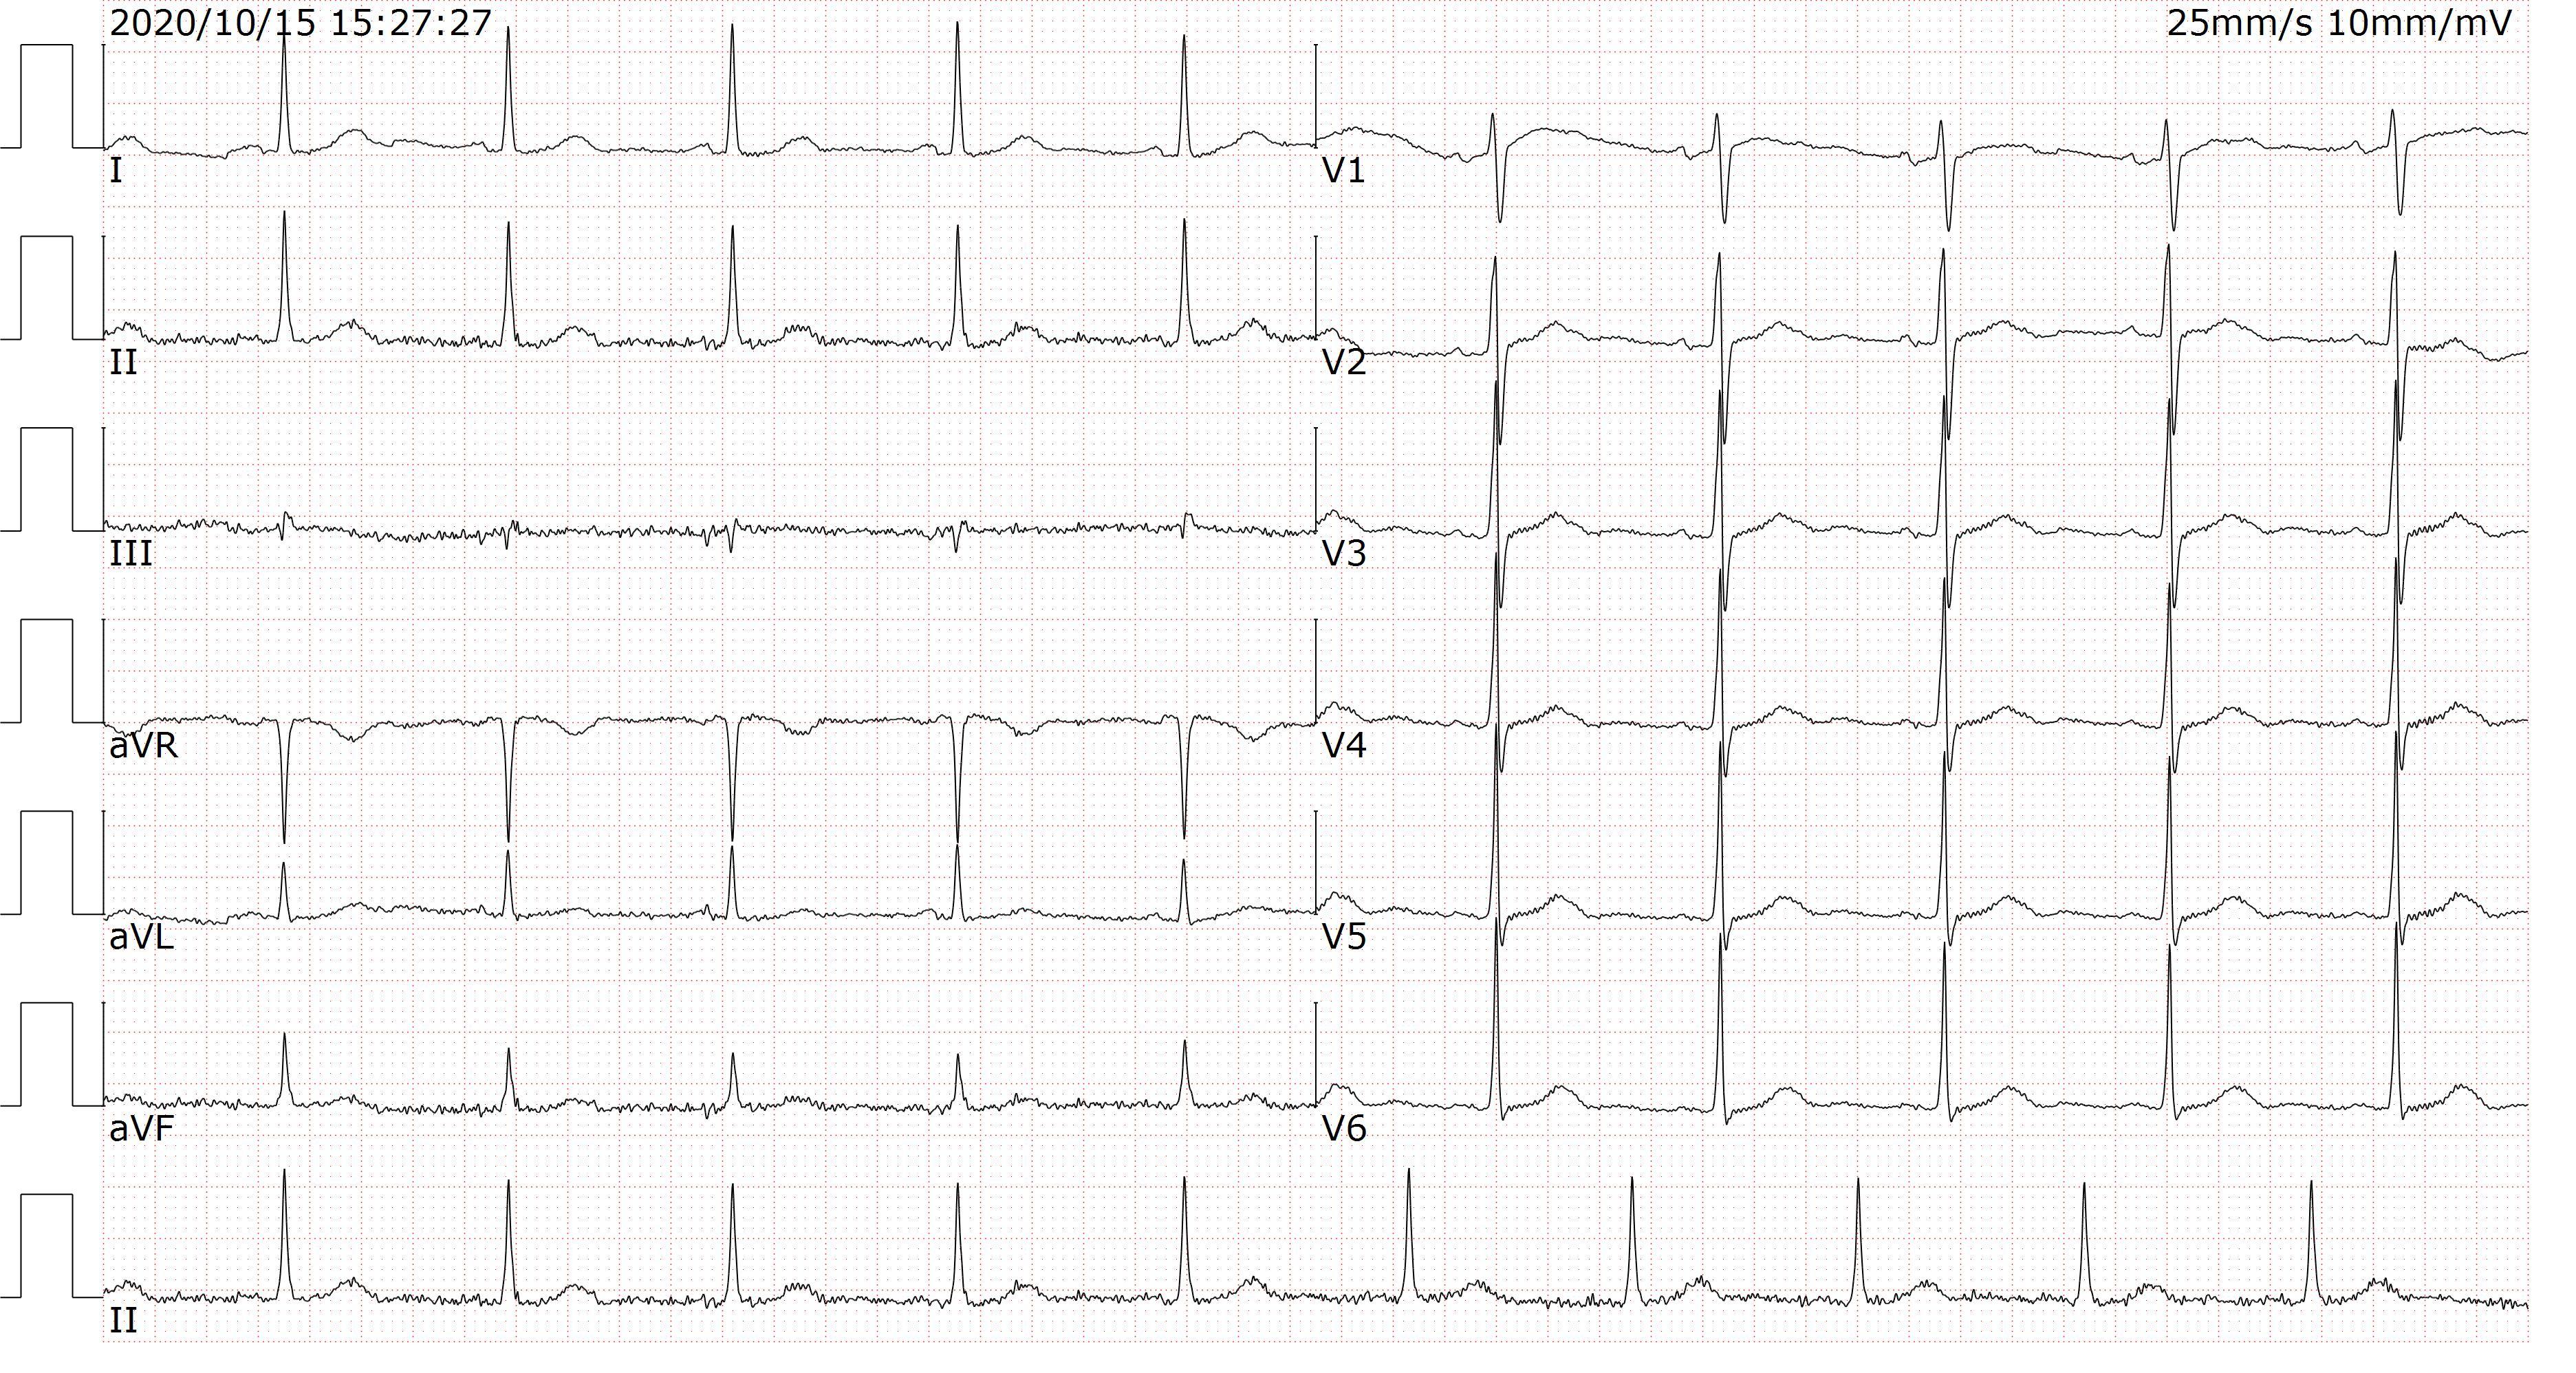 2020/10/15 15:27:27 25mm/s 10mm/mV
I V1
II V2
III V3
aVR V4
aVL V5
aVF V6
II